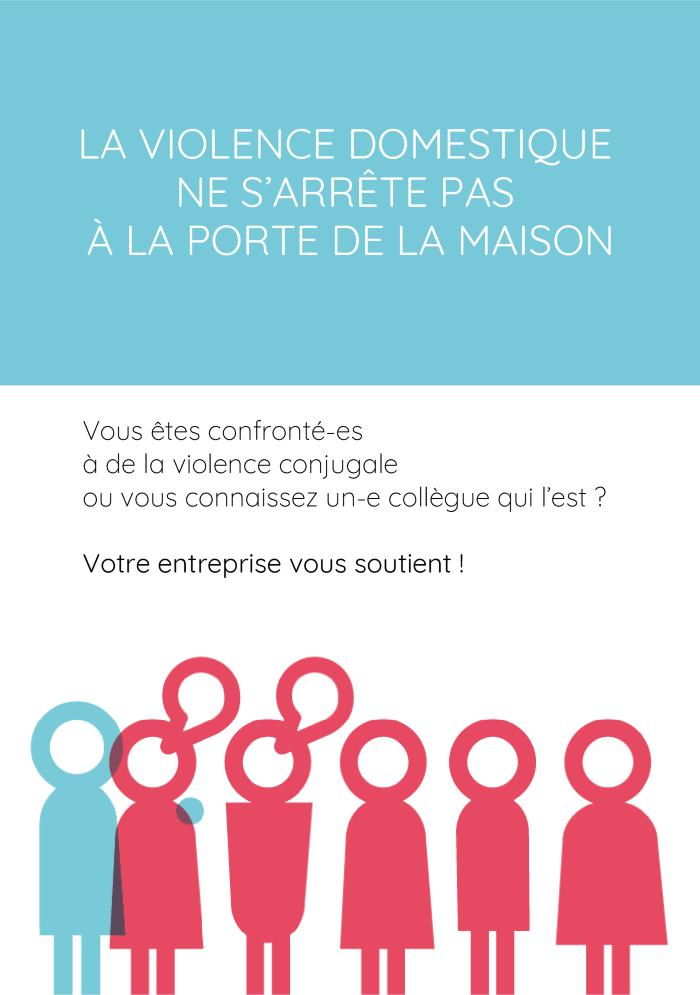 LA VIOLENCE DOMESTIQUE
NE S'ARRÊTE PAS
À LA PORTE DE LA MAISON
Vous êtes confronté-es
à de la violence conjugale
ou vous connaissez un-e collègue qui l'est ?
Votre entreprise vous soutient !